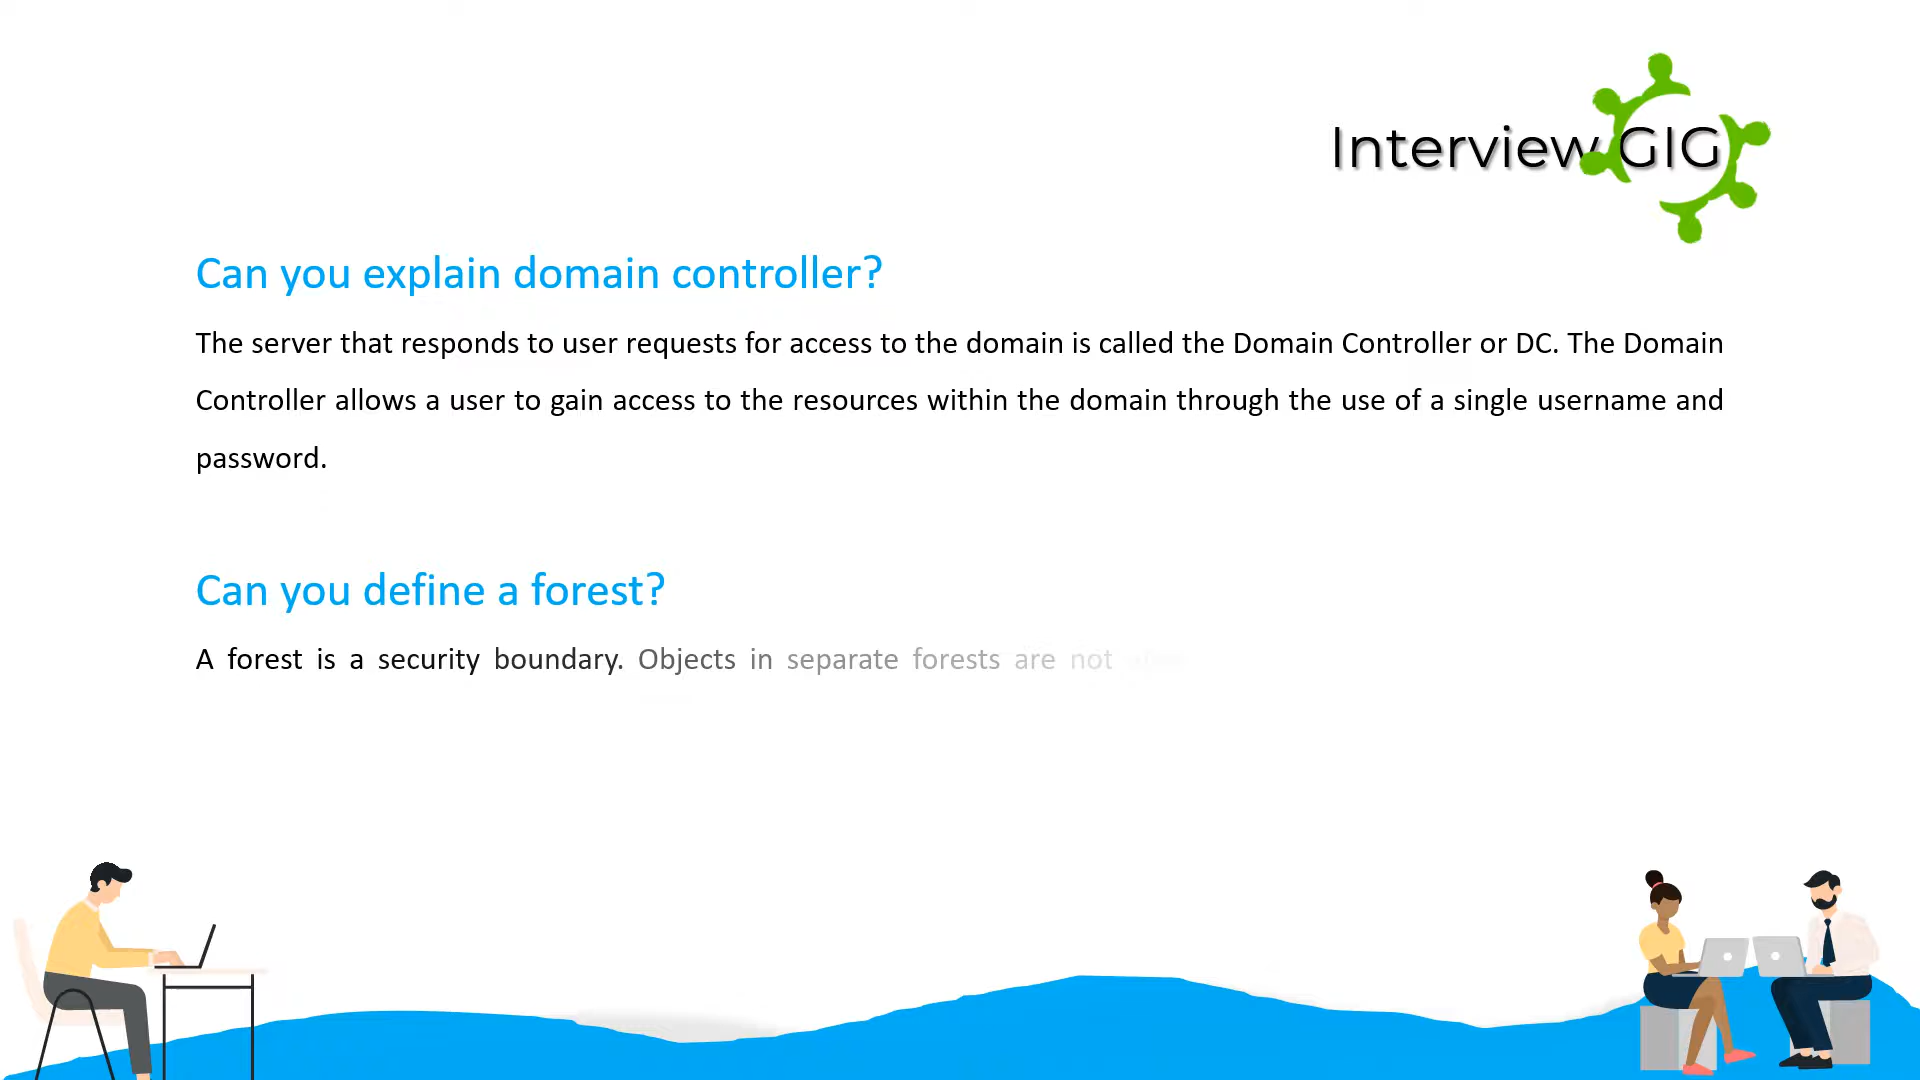 Interview GIG
Can you explain domain controller?
The server that responds to user requests for access to the domain is called the Domain Controller or DC. The Domain
Controller allows a user to gain access to the resources within the domain through the use of a single username and
password.
Can you define a forest?
A forest is a security boundary. Objects in separate forests are not